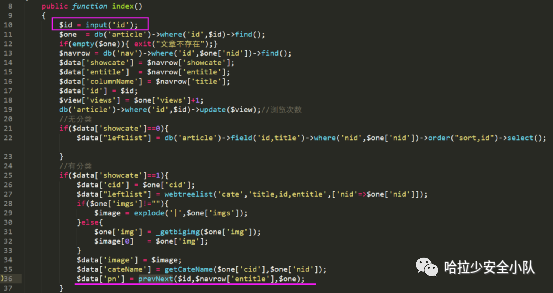 8 public function index()
9 {
10 $id = input('id');
11 $one = db('article')->where('id',$id)->find();
12 if(empty($one)){ exit("文章不存在");}
13 $navrow = db('nav')->where('id',$one['nid'])->find();
14 $data['showcate'] = $navrow['showcate'];
15 $data['entitle'] = $navrow['entitle'];
16 $data['columnName'] = $navrow['title'];
17 $data['id'] = $id;
18 $view['views'] = $one['views']+1;
19 db('article')->where('id',$id)->update($view);//浏览次数
20 //无分类
21 if($data['showcate']==0){
22 $data["leftlist"] = db('article')->field('id,title')->where('nid',$one['nid'])->order("sort,id")->select();
23 }
24 //有分类
25 if($data['showcate']==1){
26 $data['cid'] = $one['cid'];
27 $data["leftlist"] = webtreelist('cate','title,id,entitle',['nid'=>$one['nid']]);
28 if($one['imgs']!=""){
29 $image = explode('|',$one['imgs']);
30 }else{
31 $one['img'] = _getbigimg($one['img']);
32 $image[0] = $one['img'];
33 }
34 $data['image'] = $image;
35 $data['cateName'] = getCateName($one['cid'],$one['nid']);
36 $data['pn'] = prevNext($id,$navrow['entitle'],$one);
37 }
哈拉少安全小队